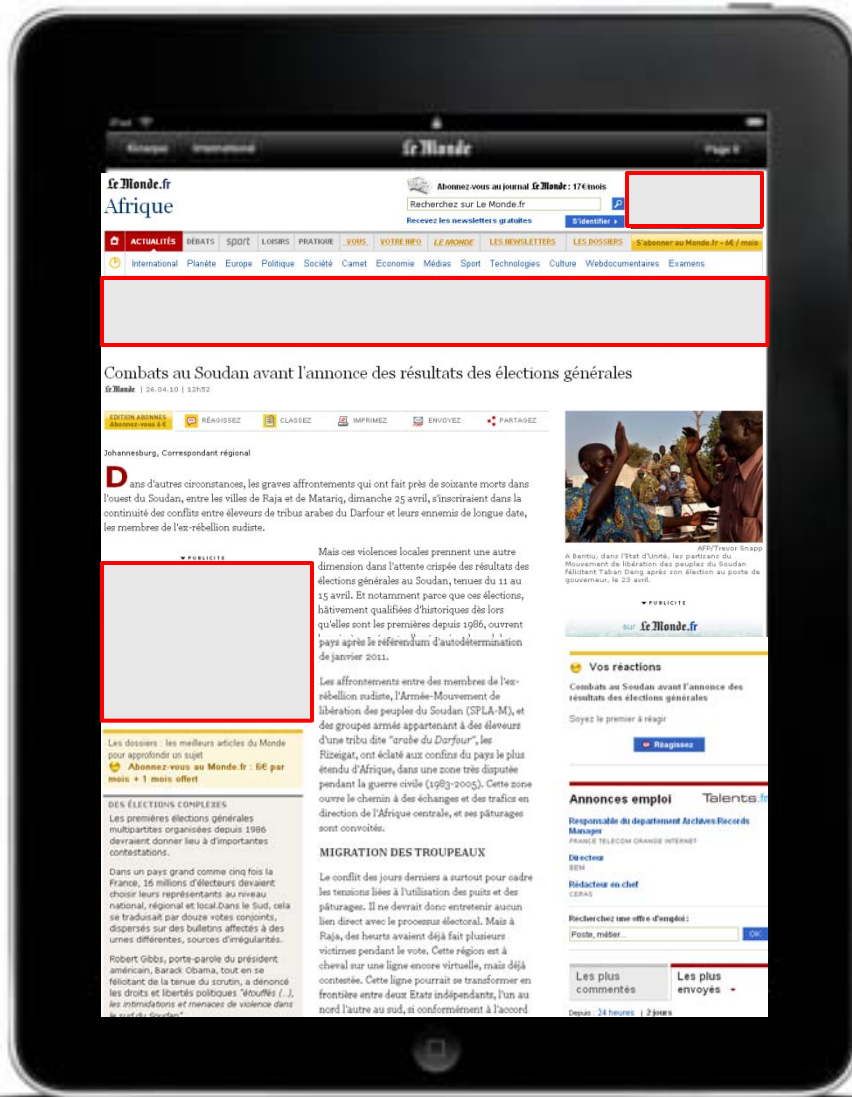 iPad
Kiosque
International
Le Monde
Page 6
Le Monde.fr
Abonnez-vous au journal Le Monde : 17€/mois
Afrique
Recherchez sur Le Monde.fr
Recevez les newsletters gratuites
S'identifier
ACTUALITÉS DÉBATS sport LOISIRS PRATIQUE VOUS VOTRE INFO LE MONDE LES NEWSLETTERS LES DOSSIERS S'abonner au Monde.fr - 6€ / mois
International Planète Europe Politique Société Carnet Economie Médias Sport Technologies Culture Webdocumentaires Examens
Combats au Soudan avant l'annonce des résultats des élections générales
Le Monde | 26.04.10 | 12h52
EDITION ABONNES
Abonnez-vous 6 €
RÉAGISSEZ CLASSEZ IMPRIMEZ ENVOYEZ PARTAGEZ
Johannesburg, Correspondant régional
Dans d'autres circonstances, les graves affrontements qui ont fait près de soixante morts dans
l'ouest du Soudan, entre les villes de Raja et de Matariq, dimanche 25 avril, s'inscriraient dans la
continuité des conflits entre éleveurs de tribus arabes du Darfour et leurs ennemis de longue date,
les membres de l'ex-rébellion sudiste.
PUBLICITE
Mais ces violences locales prennent une autre
dimension dans l'attente crispée des résultats des
élections générales au Soudan, tenues du 11 au
15 avril. Et notamment parce que ces élections,
hâtivement qualifiées d'historiques dès lors
qu'elles sont les premières depuis 1986, ouvrent
pays après le référendum d'autodétermination
de janvier 2011.
Les affrontements entre des membres de l'ex-
rébellion sudiste, l'Armée-Mouvement de
libération des peuples du Soudan (SPLA-M), et
des groupes armés appartenant à des éleveurs
d'une tribu dite "arabe du Darfour", les
Rizeigat, ont éclaté aux confins du pays le plus
étendu d'Afrique, dans une zone très disputée
pendant la guerre civile (1983-2005). Cette zone
ouvre le chemin à des échanges et des trafics en
direction de l'Afrique centrale, et ses pâturages
sont convoités.
MIGRATION DES TROUPEAUX
Le conflit des jours derniers a surtout pour cadre
les tensions liées à l'utilisation des puits et des
pâturages. Il ne devrait donc entretenir aucun
lien direct avec le processus électoral. Mais à
Raja, des heurts avaient déjà fait plusieurs
victimes pendant le vote. Cette région est à
cheval sur une ligne encore virtuelle, mais déjà
contestée. Cette ligne pourrait se transformer en
frontière entre deux Etats indépendants, l'un au
nord l'autre au sud, si conformément à l'accord
Les dossiers : les meilleurs articles du Monde
pour approfondir un sujet
Abonnez-vous au Monde.fr : 6€ par
mois + 1 mois offert
DES ÉLECTIONS COMPLEXES
Les premières élections générales
multipartites organisées depuis 1986
devraient donner lieu à d'importantes
contestations.
Dans un pays grand comme cinq fois la
France, 16 millions d'électeurs devaient
choisir leurs représentants au niveau
national, régional et local.Dans le Sud, cela
se traduisait par douze votes conjoints,
dispersés sur des bulletins affectés à des
urnes différentes, sources d'irrégularités.
Robert Gibbs, porte-parole du président
américain, Barack Obama, tout en se
félicitant de la tenue du scrutin, a dénoncé
les droits et libertés politiques "étouffés (...),
les intimidations et menaces de violence dans
le sud du Soudan"
AFP/Trevor Snapp
A Bentiu, dans l'Etat d'Unité, les partisans du
Mouvement de libération des peuples du Soudan
félicitent Taban Deng après son élection au poste de
gouverneur, le 23 avril.
PUBLICITE
sur Le Monde.fr
Vos réactions
Combats au Soudan avant l'annonce des
résultats des élections générales
Soyez le premier à réagir
Réagissez
Annonces emploi Talents.fr
Responsable du departement Archives Records
Manager
FRANCE TELECOM ORANGE INTERNET
Directeur
BEM
Rédacteur en chef
CERAS
Recherchez une offre d'emploi :
Poste, métier...
OK
Les plus
commentés
Les plus
envoyés
Depuis : 24 heures | 2 jours